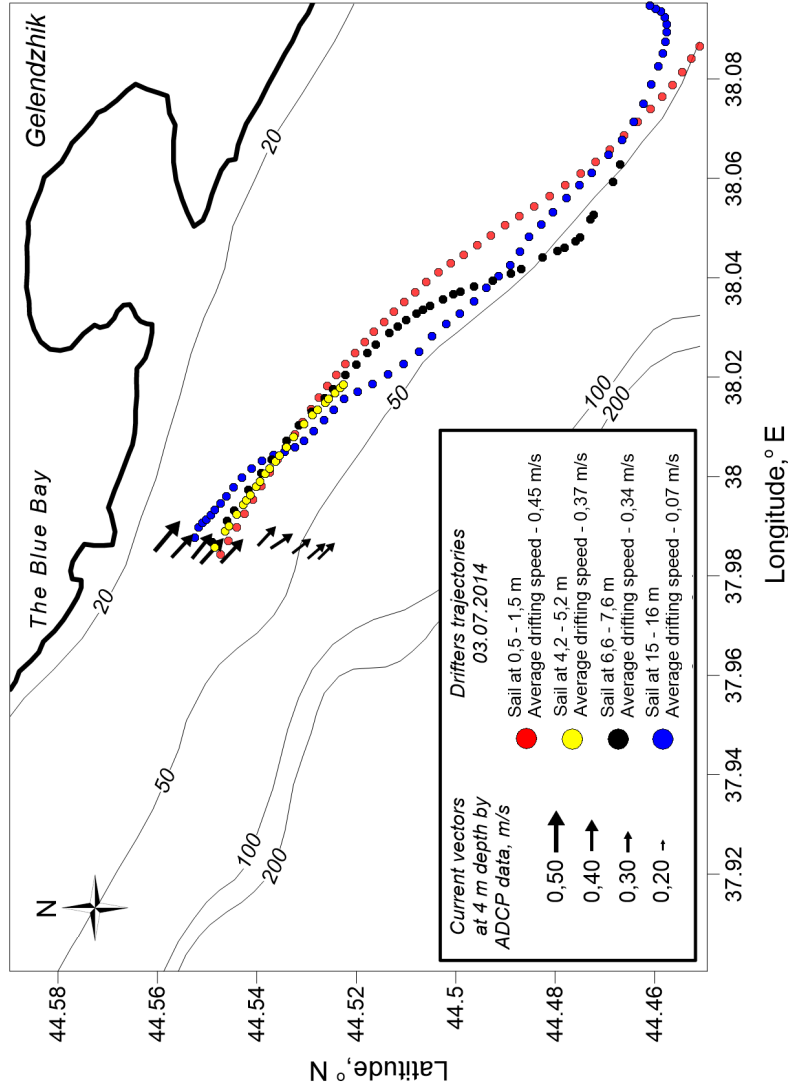 Gelendzhik
The Blue Bay
N
20
20
50
50
100
200
100
200
44.58
44.56
44.54
44.52
44.5
44.48
44.46
Latitude,° N
37.92
37.94
37.96
37.98
38
38.02
38.04
38.06
38.08
Longitude,° E
Current vectors
at 4 m depth by
ADCP data, m/s
0,50
0,40
0,30
0,20
Drifters trajectories
03.07.2014
Sail at 0,5 - 1,5 m
Average drifting speed - 0,45 m/s
Sail at 4,2 - 5,2 m
Average drifting speed - 0,37 m/s
Sail at 6,6 - 7,6 m
Average drifting speed - 0,34 m/s
Sail at 15 - 16 m
Average drifting speed - 0,07 m/s